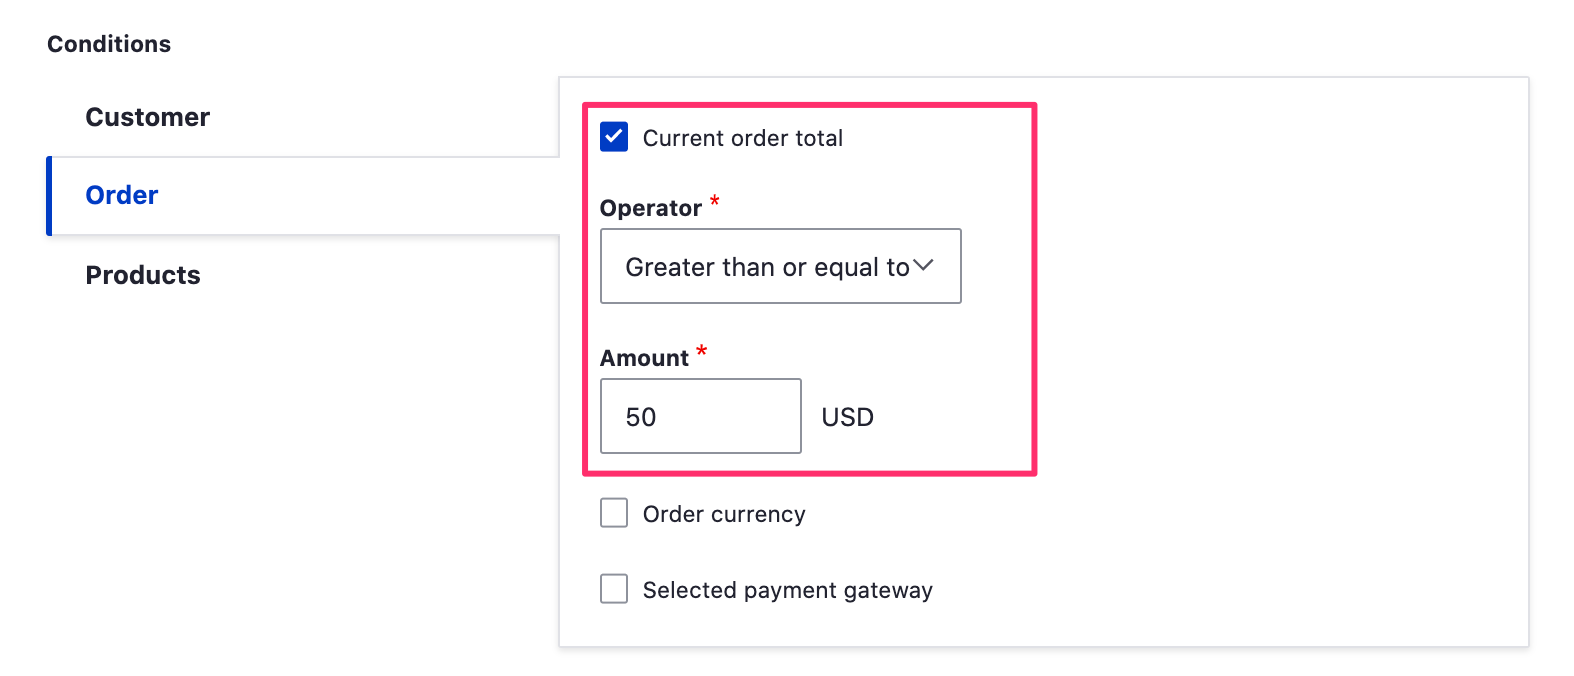 Conditions
Customer
Order
Products
Current order total
Operator *
Greater than or equal to
Amount *
50 USD
Order currency
Selected payment gateway